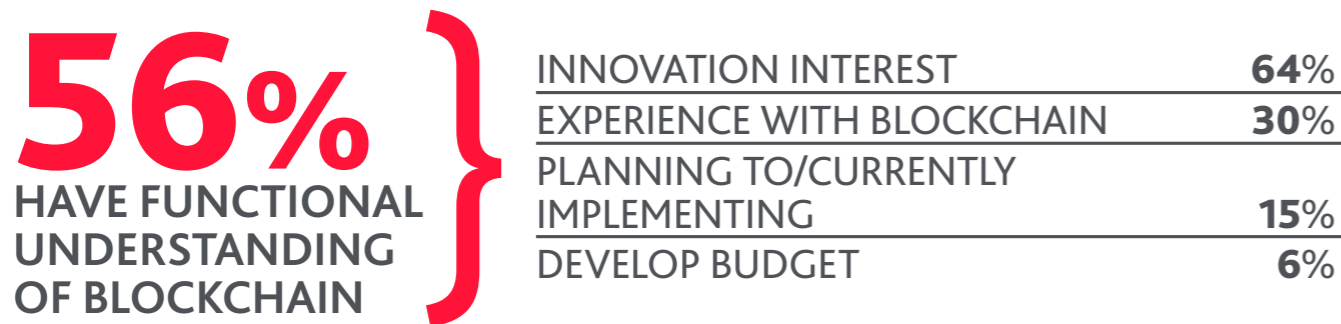 56%
HAVE FUNCTIONAL
UNDERSTANDING
OF BLOCKCHAIN
INNOVATION INTEREST 64%
EXPERIENCE WITH BLOCKCHAIN 30%
PLANNING TO/CURRENTLY
IMPLEMENTING 15%
DEVELOP BUDGET 6%